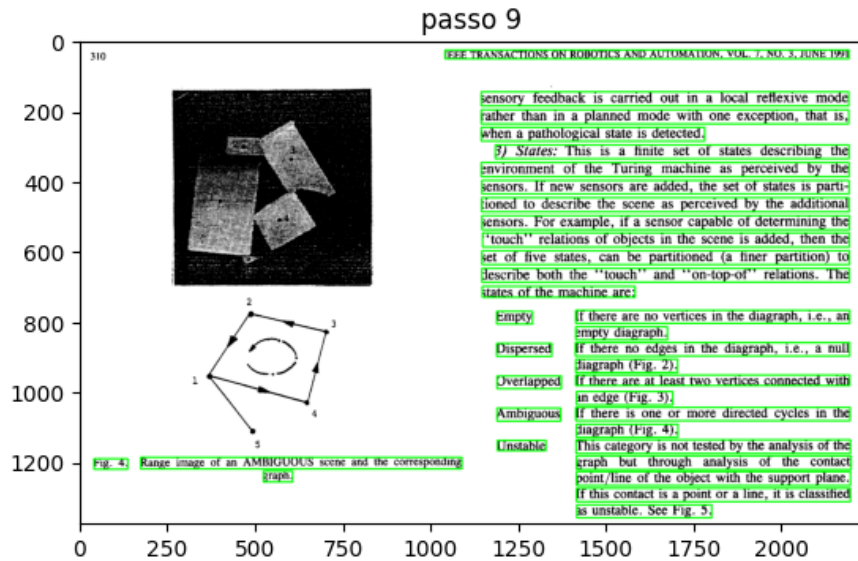 passo 9
0
200
400
600
800
1000
1200
0
250
500
750
1000
1250
1500
1750
2000
310
IEEE TRANSACTIONS ON ROBOTICS AND AUTOMATION, VOL. 7, NO. 3, JUNE 1991
2
3
1
4
5
Fig. 4. Range image of an AMBIGUOUS scene and the corresponding
graph.
sensory feedback is carried out in a local reflexive mode
rather than in a planned mode with one exception, that is,
when a pathological state is detected.
3) States: This is a finite set of states describing the
environment of the Turing machine as perceived by the
sensors. If new sensors are added, the set of states is parti-
tioned to describe the scene as perceived by the additional
sensors. For example, if a sensor capable of determining the
"touch" relations of objects in the scene is added, then the
set of five states, can be partitioned (a finer partition) to
describe both the "touch" and "on-top-of" relations. The
states of the machine are:
Empty If there are no vertices in the diagraph, i.e., an
empty diagraph.
Dispersed If there no edges in the diagraph, i.e., a null
diagraph (Fig. 2).
Overlapped If there are at least two vertices connected with
an edge (Fig. 3).
Ambiguous If there is one or more directed cycles in the
diagraph (Fig. 4).
Unstable This category is not tested by the analysis of the
graph but through analysis of the contact
point/line of the object with the support plane.
If this contact is a point or a line, it is classified
as unstable. See Fig. 5.